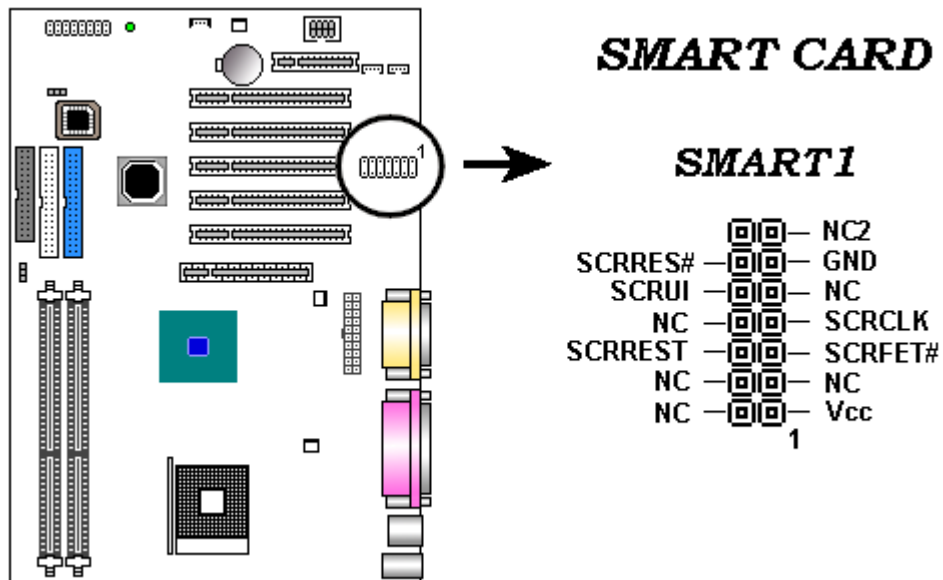 SMART CARD
1
SMART1
NC2
SCRRES# GND
SCRUI NC
NC SCRCLK
SCRREST SCRFET#
NC NC
NC Vcc
1